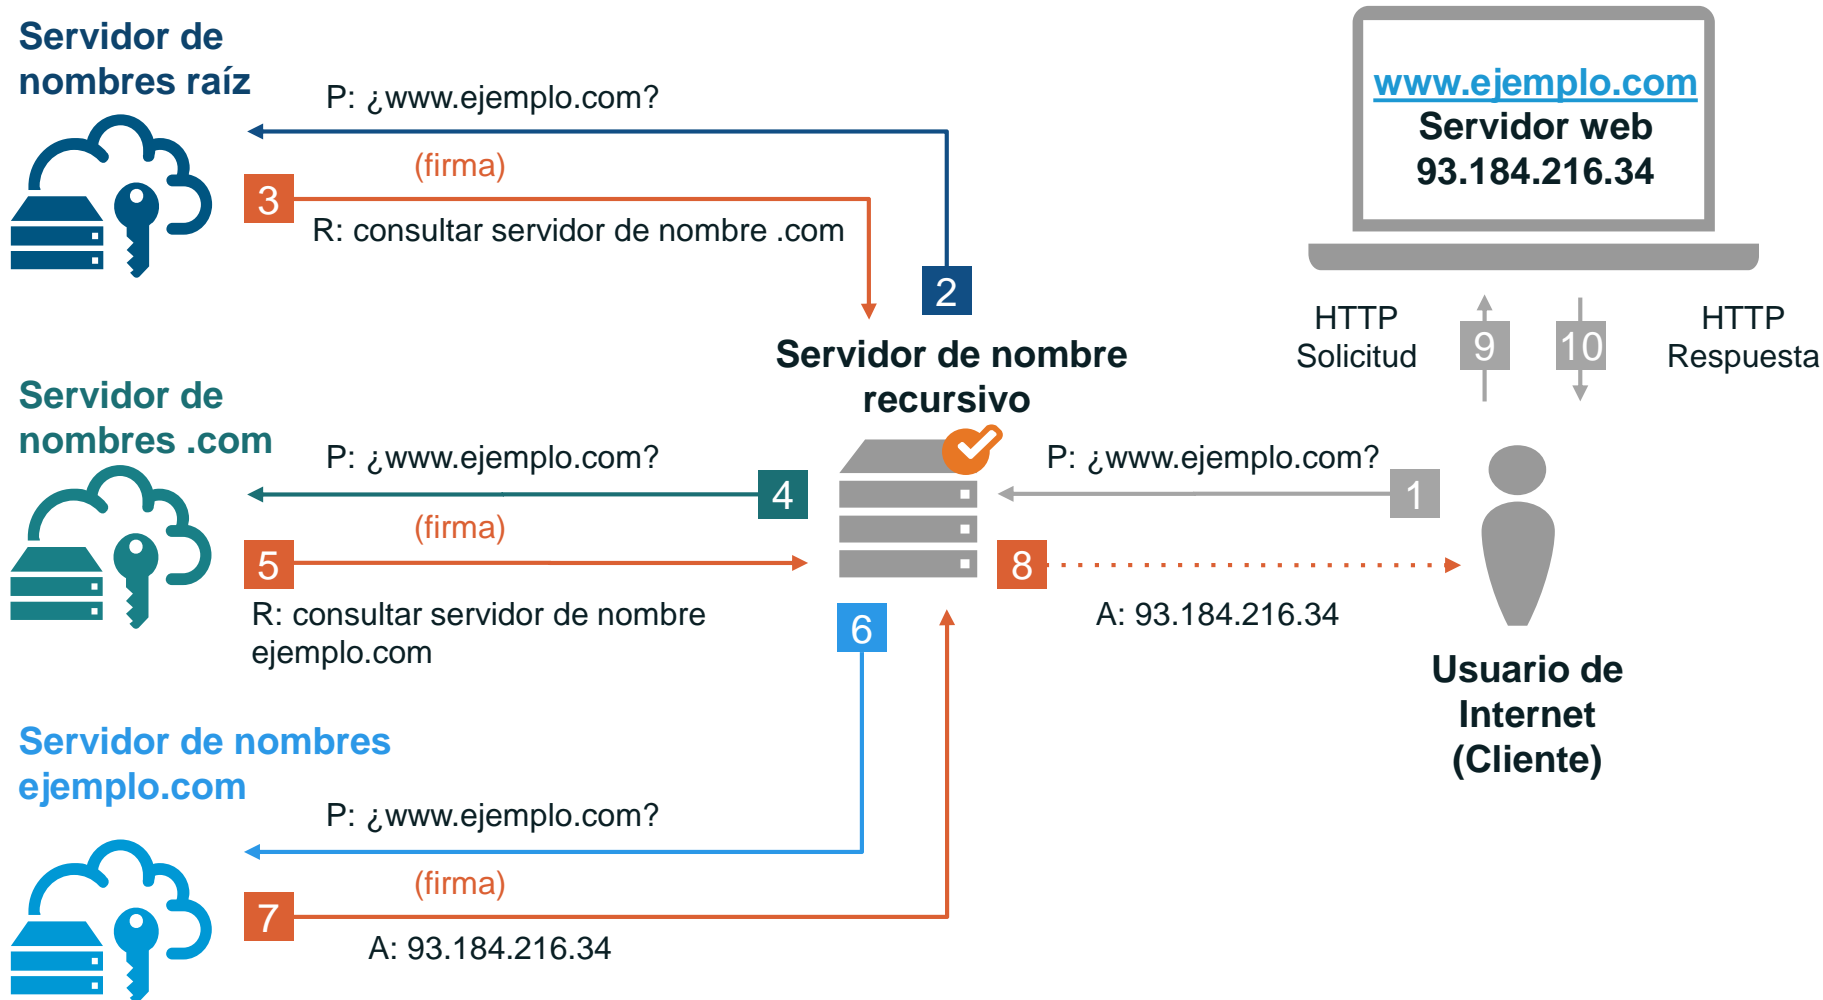 Servidor de
nombres raíz
P: ¿www.ejemplo.com?
(firma)
3
R: consultar servidor de nombre .com
2
www.ejemplo.com
Servidor web
93.184.216.34
HTTP
Solicitud
9
10
HTTP
Respuesta
Servidor de nombre
recursivo
Servidor de
nombres .com
P: ¿www.ejemplo.com?
4
(firma)
5
R: consultar servidor de nombre
ejemplo.com
P: ¿www.ejemplo.com?
1
8
A: 93.184.216.34
6
Usuario de
Internet
(Cliente)
Servidor de nombres
ejemplo.com
P: ¿www.ejemplo.com?
(firma)
7
A: 93.184.216.34